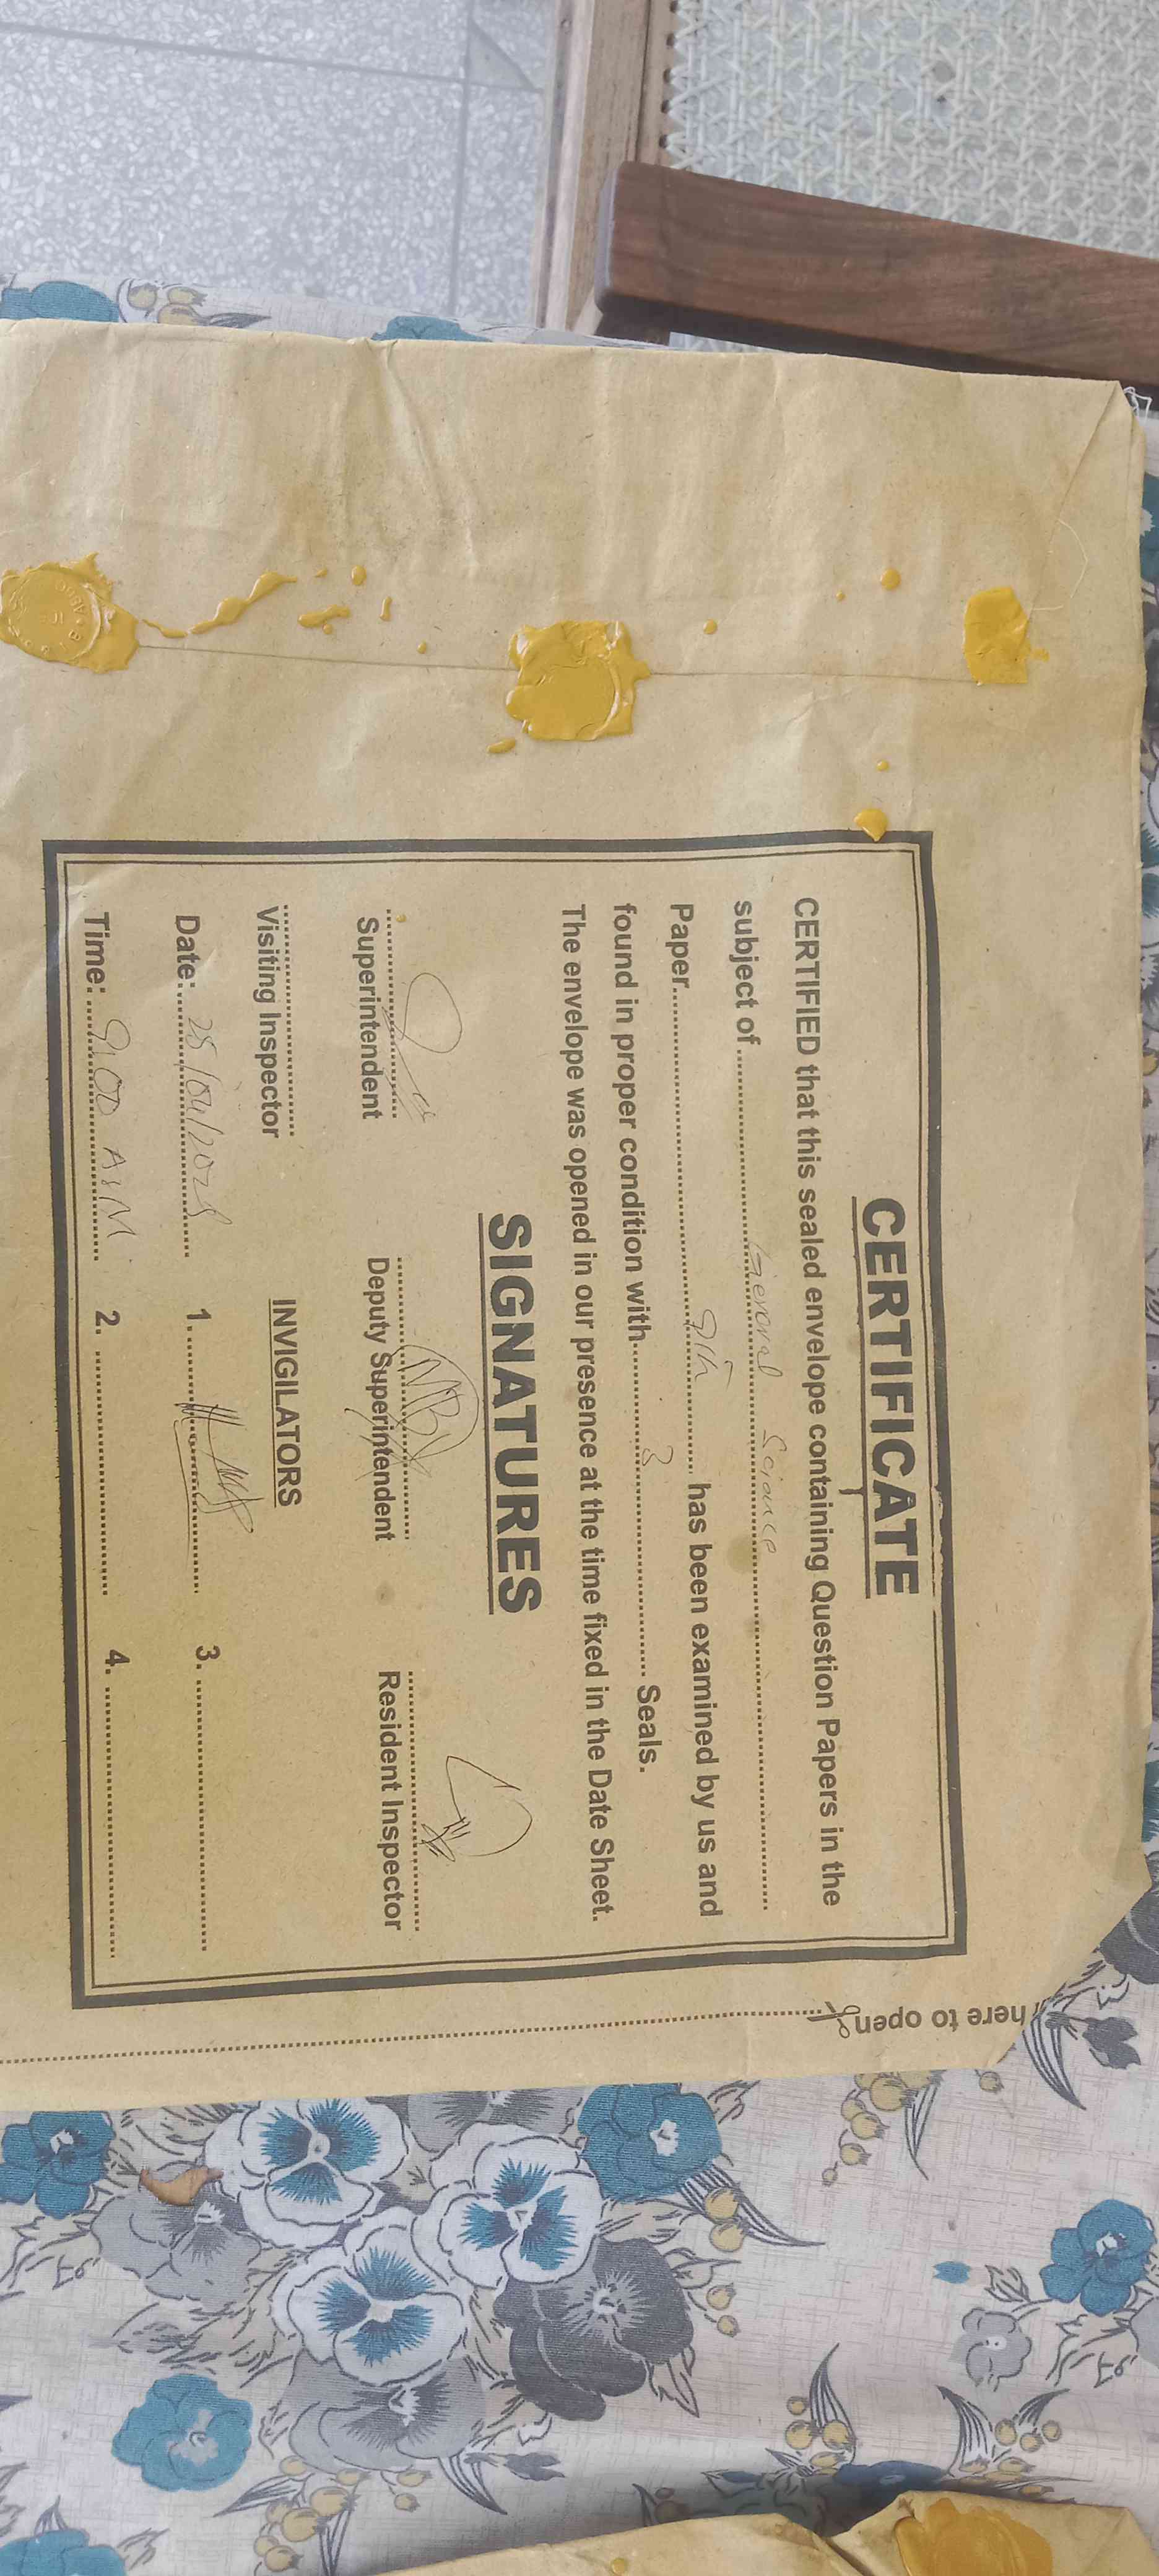 CERTIFICATE
CERTIFIED that this sealed envelope containing Question Papers in the
subject of General Science
Paper 9th has been examined by us and
found in proper condition with 3 Seals.
The envelope was opened in our presence at the time fixed in the Date Sheet.
SIGNATURES
Superintendent Deputy Superintendent Resident Inspector
Visiting Inspector INVIGILATORS
Date: 28/04/2025 1. 3.
Time: 9:00 A.M. 2. 4.
here to open